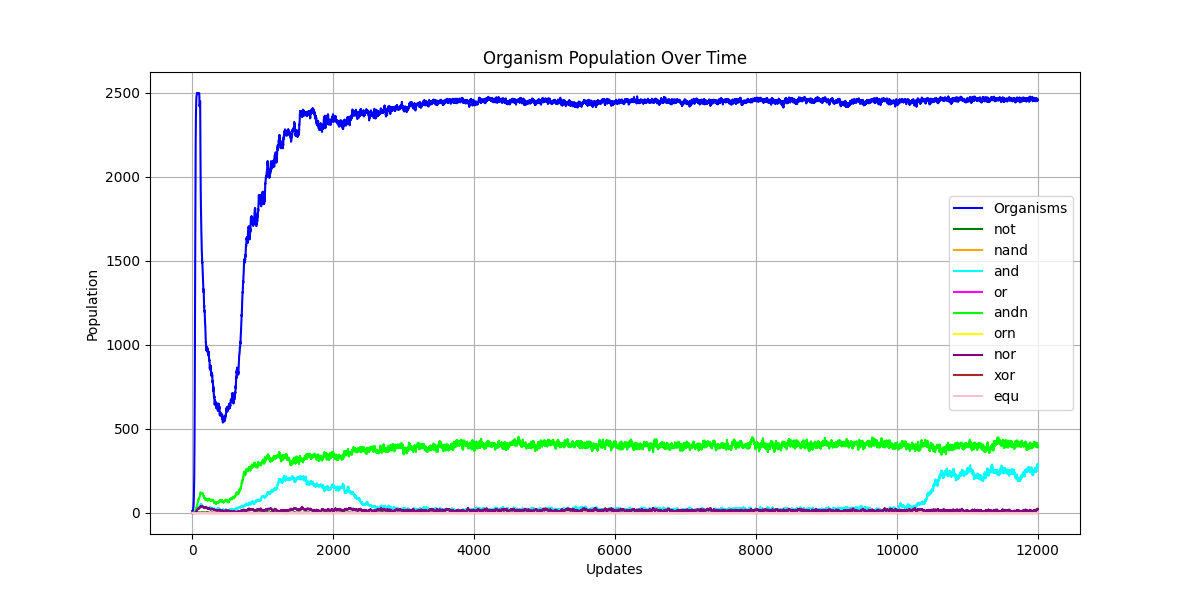 Organism Population Over Time
Population
2500
2000
1500
1000
500
0
Organisms
not
nand
and
or
andn
orn
nor
xor
equ
0 2000 4000 6000 8000 10000 12000
Updates